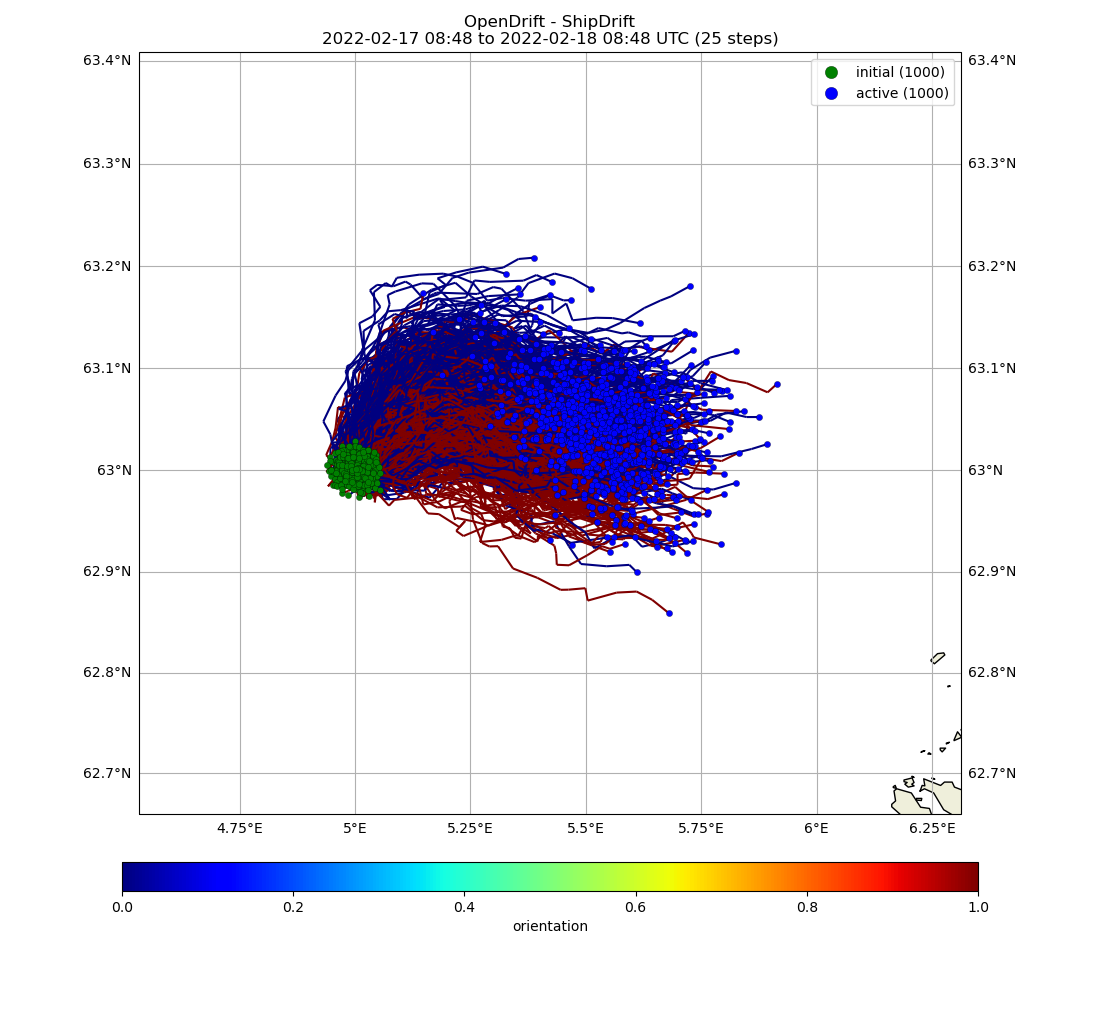 OpenDrift - ShipDrift
2022-02-17 08:48 to 2022-02-18 08:48 UTC (25 steps)
63.4°N
63.4°N
initial (1000)
active (1000)
63.3°N
63.3°N
63.2°N
63.2°N
63.1°N
63.1°N
63°N
63°N
62.9°N
62.9°N
62.8°N
62.8°N
62.7°N
62.7°N
4.75°E
5°E
5.25°E
5.5°E
5.75°E
6°E
6.25°E
0.0
0.2
0.4
0.6
0.8
1.0
orientation